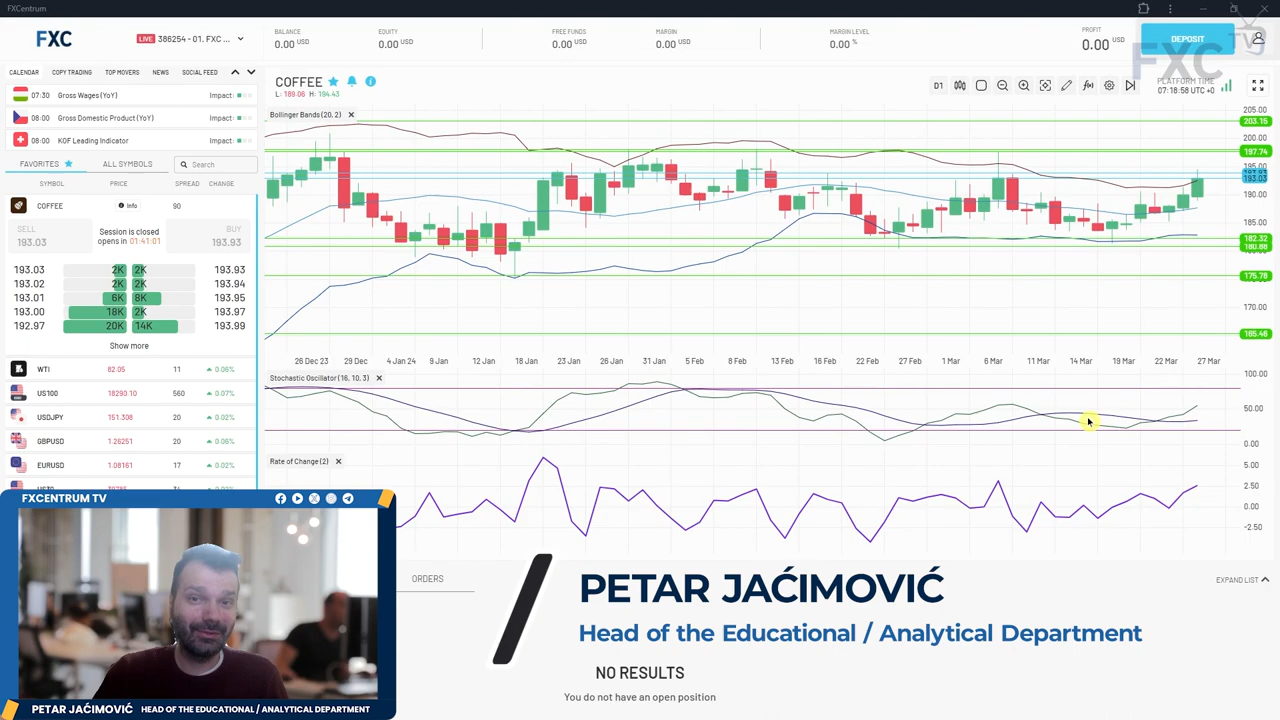 FXCentrum
FXC
LIVE 386254 - 01. FXC ...
BALANCE
0.00 USD
EQUITY
0.00 USD
FREE FUNDS
0.00 USD
MARGIN
0.00 USD
MARGIN LEVEL
0.00 %
PROFIT
0.00 USD
DEPOSIT
FXC TV
CALENDAR COPY TRADING TOP MOVERS NEWS SOCIAL FEED
07:30 Gross Wages (YoY) Impact:
08:00 Gross Domestic Product (YoY) Impact:
08:00 KOF Leading Indicator Impact:
FAVORITES ALL SYMBOLS Search
SYMBOL PRICE SPREAD CHANGE
COFFEE Info 90
SELL
193.03
Session is closed
opens in 01:41:01
BUY
193.93
193.03 2K 2K 193.93
193.02 2K 2K 193.94
193.01 6K 8K 193.95
193.00 18K 2K 193.97
192.97 20K 14K 193.99
Show more
WTI 82.05 11 0.06%
US100 18290.10 560 0.07%
USDJPY 151.308 20 0.02%
GBPUSD 1.26251 20 0.06%
EURUSD 1.08161 17 0.02%
COFFEE
L: 189.06 H: 194.43
D1
PLATFORM TIME
07:18:58 UTC +0
Bollinger Bands (20, 2)
205.00
203.15
200.00
197.74
195.00
193.03
190.00
185.00
182.32
180.88
175.78
170.00
165.46
26 Dec 23 29 Dec 4 Jan 24 9 Jan 12 Jan 18 Jan 23 Jan 26 Jan 31 Jan 5 Feb 8 Feb 13 Feb 16 Feb 22 Feb 27 Feb 1 Mar 6 Mar 11 Mar 14 Mar 19 Mar 22 Mar 27 Mar
Stochastic Oscillator (16, 10, 3)
100.00
50.00
0.00
Rate of Change (2)
5.00
2.50
0.00
-2.50
ORDERS
EXPAND LIST
NO RESULTS
You do not have an open position
FXCENTRUM TV
PETAR JAĆIMOVIĆ HEAD OF THE EDUCATIONAL / ANALYTICAL DEPARTMENT
PETAR JAĆIMOVIĆ
Head of the Educational / Analytical Department